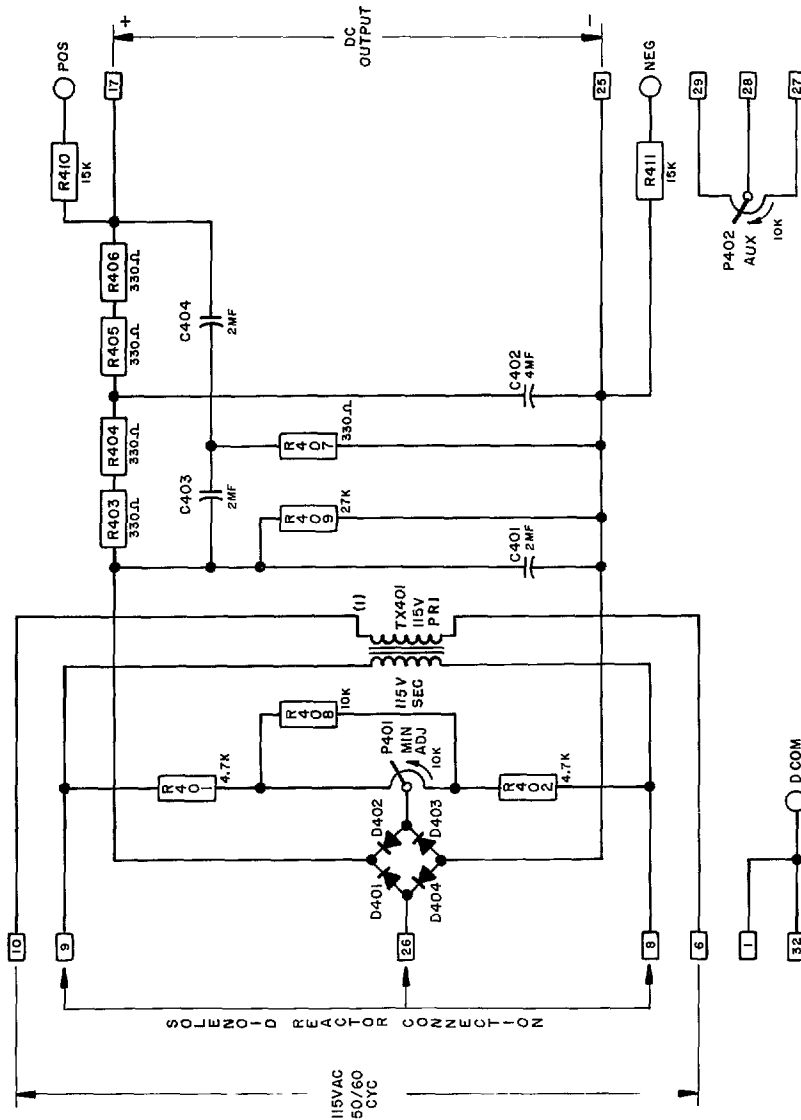 +
-
DC
OUTPUT
POS
17
25
NEG
29
28
27
R410
15K
R411
15K
P402
AUX
10K
R406
330Ω
R405
330Ω
R404
330Ω
R403
330Ω
C404
2MF
C403
2MF
C402
4MF
R407
330Ω
R409
27K
C401
2MF
(1)
TX401
115V
PRI
115V
SEC
R408
10K
P401
MIN
ADJ
10K
R401
4.7K
R402
4.7K
D402
D403
D401
D404
D COM
10
9
26
8
6
1
32
SOLENOID REACTOR CONNECTION
115VAC
50/60
CYC